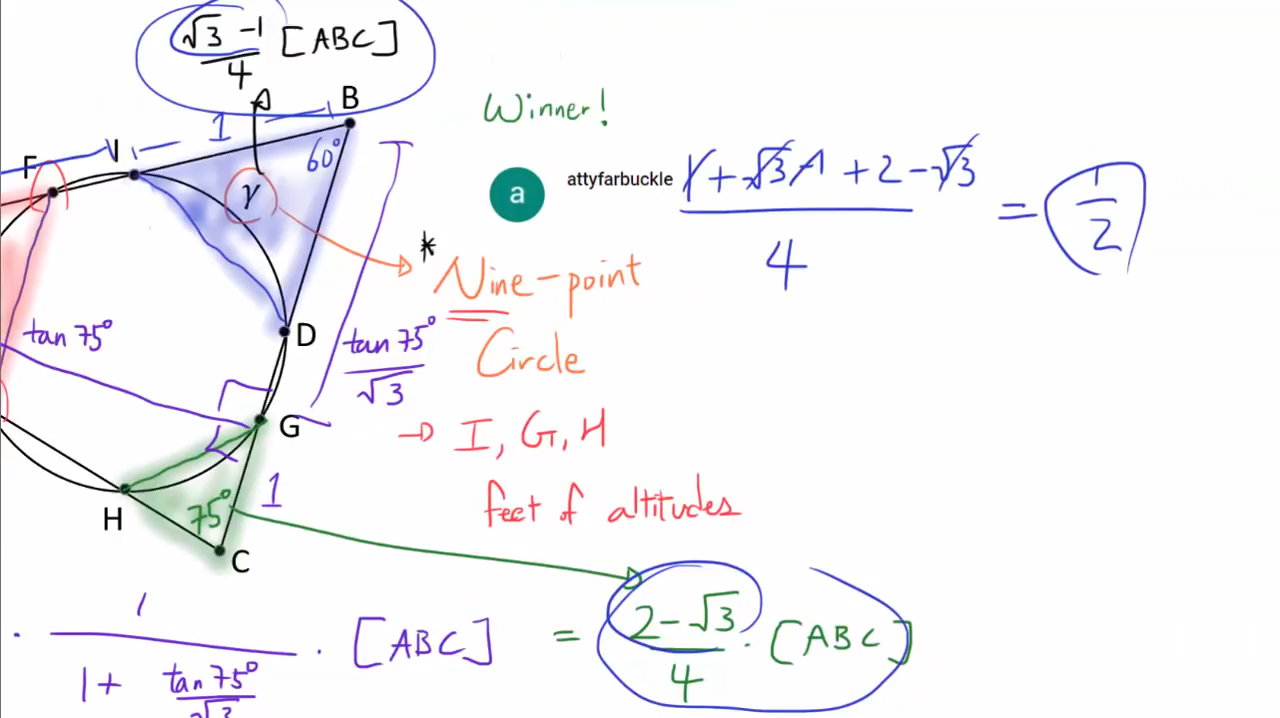 √3 -1
4
[ABC]
A
B
Winner!
1
F
I
60°
γ
a
attyfarbuckle
1 + √3 - 1 + 2 - √3
4
=
1
2
*
Nine-point
Circle
tan 75°
D
tan 75°
√3
G
→ I, G, H
feet of altitudes
1
H
75°
C
1
1 + tan 75°
√3
· [ABC] = 2 - √3
4
· [ABC]